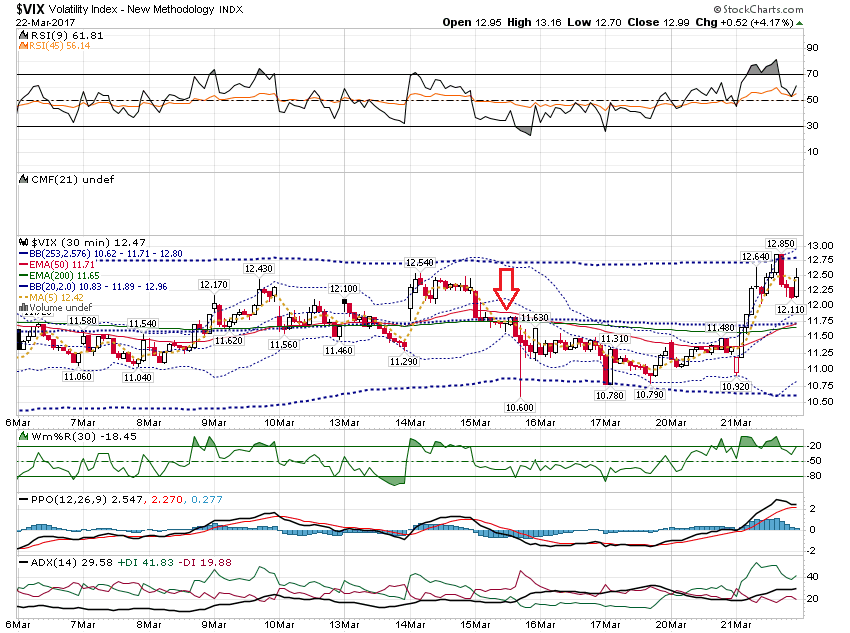 $VIX Volatility Index - New Methodology INDX
© StockCharts.com
22-Mar-2017
Open 12.95 High 13.16 Low 12.70 Close 12.99 Chg +0.52 (+4.17%)
RSI(9) 61.81
RSI(45) 56.14
90
70
50
30
10
CMF(21) undef
$VIX (30 min) 12.47
BB(253,2.576) 10.62 - 11.71 - 12.80
EMA(50) 11.71
EMA(200) 11.65
BB(20,2.0) 10.83 - 11.89 - 12.96
MA(5) 12.42
Volume undef
12.850
12.640
12.540
12.430
12.170
12.100
12.110
11.580
11.540
11.620
11.560
11.460
11.290
11.630
11.310
11.480
11.060
11.040
10.600
10.780
10.790
10.920
13.00
12.75
12.50
12.25
12.00
11.75
11.50
11.25
11.00
10.75
10.50
6Mar 7Mar 8Mar 9Mar 10Mar 13Mar 14Mar 15Mar 16Mar 17Mar 20Mar 21Mar
Wm%R(30) -18.45
-20
-50
-80
PPO(12,26,9) 2.547, 2.270, 0.277
2
0
-2
ADX(14) 29.58 +DI 41.83 -DI 19.88
40
20
6Mar 7Mar 8Mar 9Mar 10Mar 13Mar 14Mar 15Mar 16Mar 17Mar 20Mar 21Mar